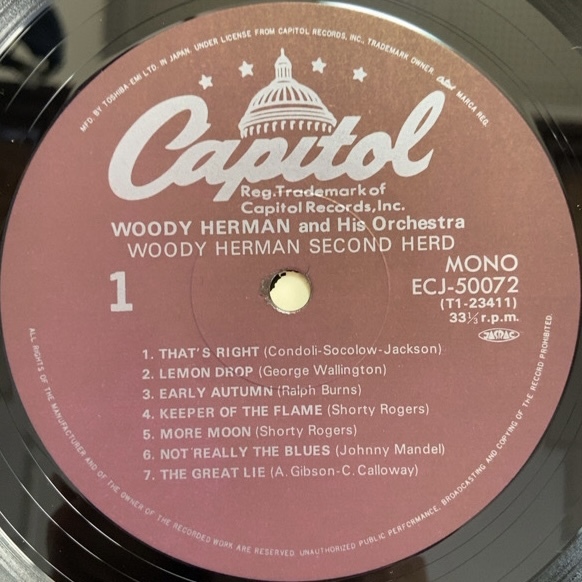 MFD. BY TOSHIBA-EMI LTD. IN JAPAN, UNDER LICENSE FROM CAPITOL RECORDS, INC., TRADEMARK OWNER. also MARCA REG.
Capitol
Reg. Trademark of
Capitol Records, Inc.
WOODY HERMAN and His Orchestra
WOODY HERMAN SECOND HERD
1
MONO
ECJ-50072
(T1-23411)
33⅓ r.p.m.
JASRAC
1. THAT'S RIGHT (Condoli-Socolow-Jackson)
2. LEMON DROP (George Wallington)
3. EARLY AUTUMN (Ralph Burns)
4. KEEPER OF THE FLAME (Shorty Rogers)
5. MORE MOON (Shorty Rogers)
6. NOT REALLY THE BLUES (Johnny Mandel)
7. THE GREAT LIE (A. Gibson-C. Calloway)
ALL RIGHTS OF THE MANUFACTURER AND OF THE OWNER OF THE RECORDED WORK ARE RESERVED. UNAUTHORIZED PUBLIC PERFORMANCE, BROADCASTING AND COPYING OF THE RECORD PROHIBITED.